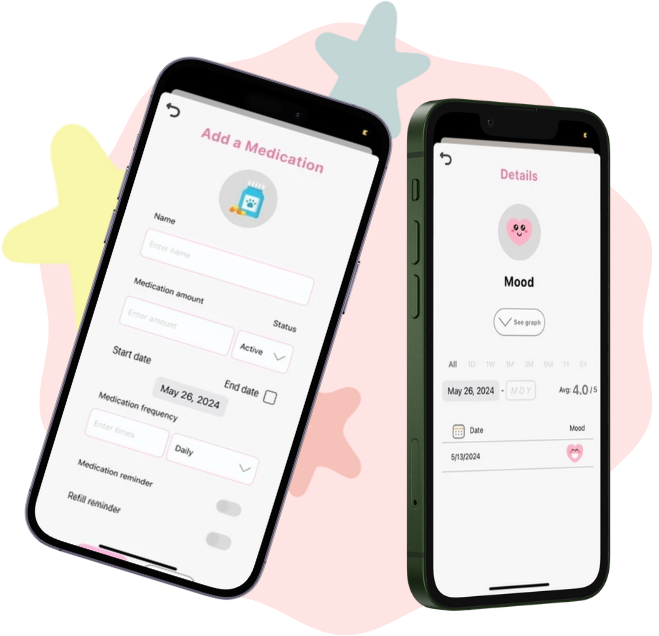 Add a Medication
Name
Enter name
Medication amount
Enter amount
Status
Active
Start date
End date
May 26, 2024
Medication frequency
Enter times
Daily
Medication reminder
Refill reminder
Details
Mood
See graph
All 1D 1W 1M 3M 6M 1Y 5Y
May 26, 2024 - MDY Avg: 4.0 / 5
Date Mood
5/13/2024